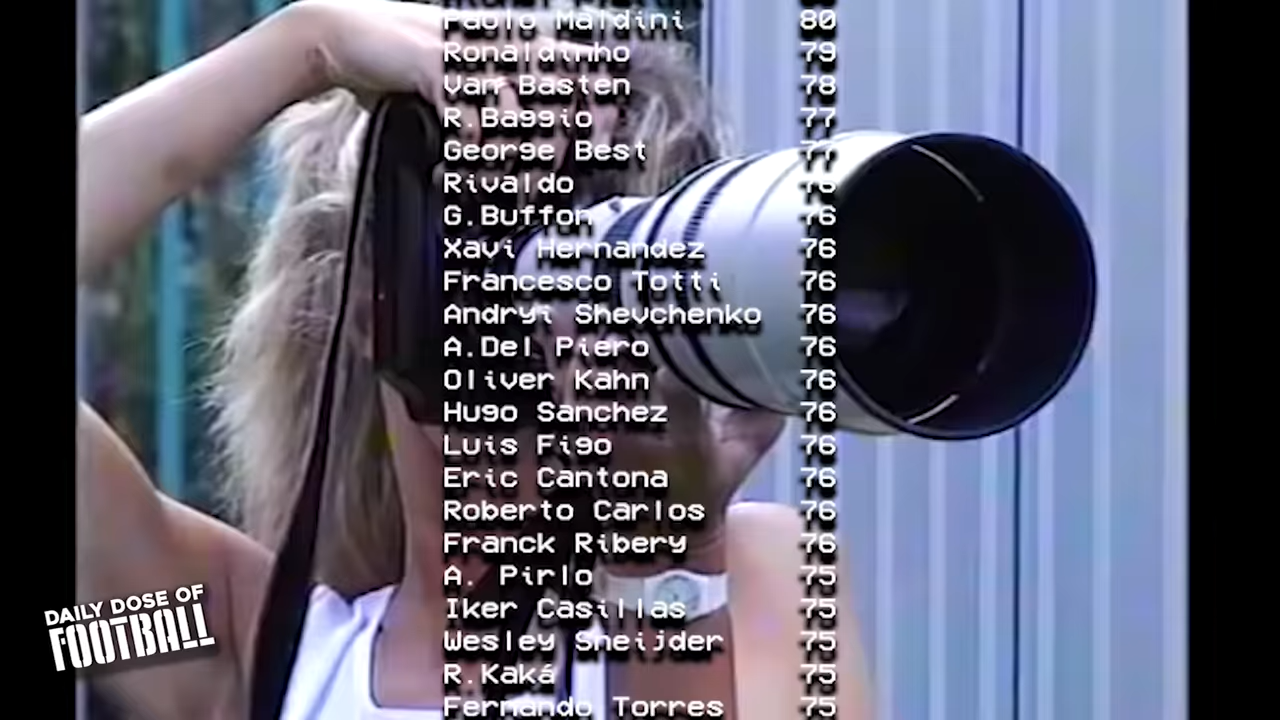 Paolo Maldini 80
Ronaldinho 79
Van Basten 78
R.Baggio 77
George Best 77
Rivaldo 76
G.Buffon 76
Xavi Hernandez 76
Francesco Totti 76
Andryi Shevchenko 76
A.Del Piero 76
Oliver Kahn 76
Hugo Sanchez 76
Luis Figo 76
Eric Cantona 76
Roberto Carlos 76
Franck Ribery 76
A. Pirlo 75
Iker Casillas 75
Wesley Sneijder 75
R.Kaká 75
Fernando Torres 75
DAILY DOSE OF
FOOTBALL